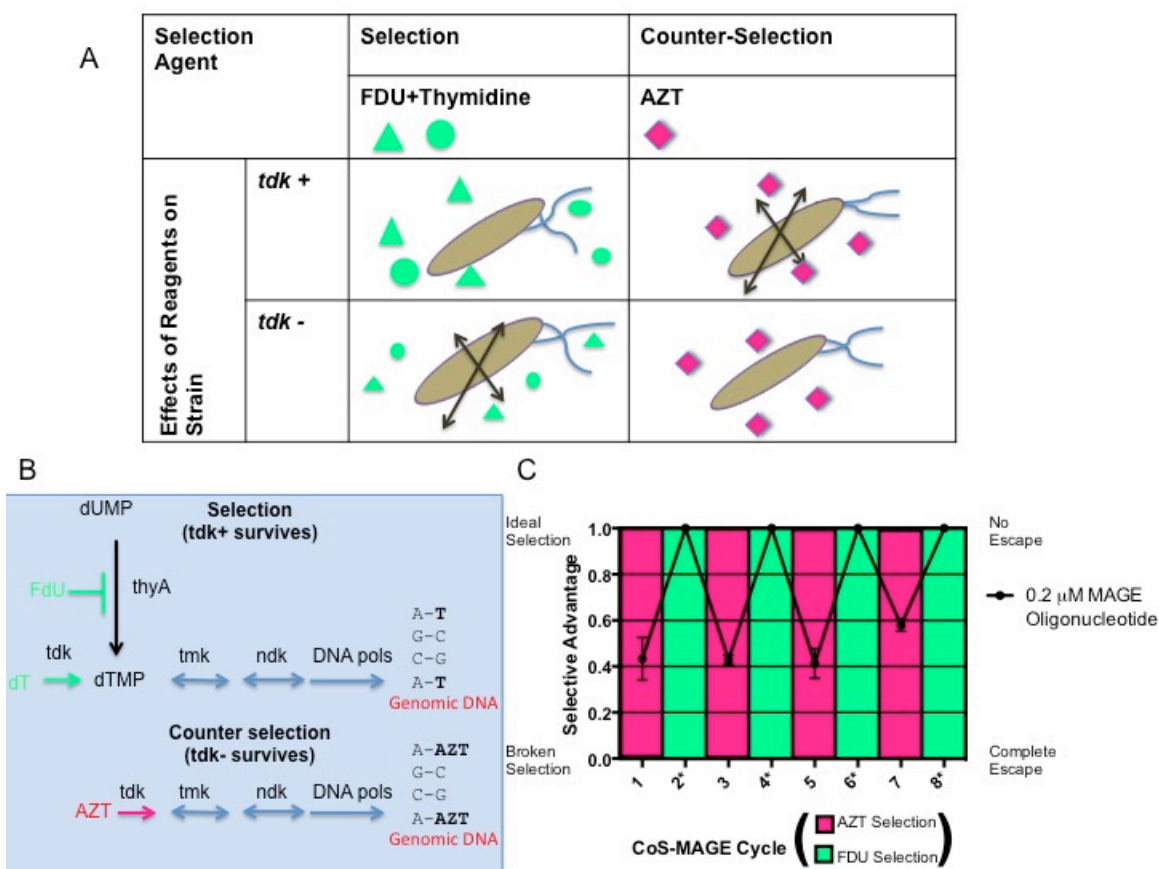 A
Selection
Agent
Selection
Counter-Selection
FDU+Thymidine
AZT
Effects of Reagents on
Strain
tdk +
tdk -
B
dUMP
Selection
(tdk+ survives)
FdU
thyA
tdk
dT
dTMP
tmk
ndk
DNA pols
A–T
G–C
C–G
A–T
Genomic DNA
Counter selection
(tdk- survives)
tdk
AZT
tmk
ndk
DNA pols
A–AZT
G–C
C–G
A–AZT
Genomic DNA
C
Ideal
Selection
Broken
Selection
Selective Advantage
1.0
0.8
0.6
0.4
0.2
0.0
1
2*
3
4*
5
6*
7
8*
No
Escape
Complete
Escape
0.2 μM MAGE
Oligonucleotide
CoS-MAGE Cycle
( AZT Selection
FDU Selection )